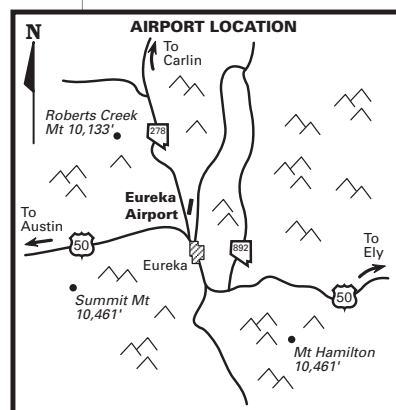 AIRPORT LOCATION
N
To
Carlin
Roberts Creek
Mt 10,133'
278
Eureka
Airport
To
Austin
50
Eureka
892
To
Ely
50
Summit Mt
10,461'
Mt Hamilton
10,461'